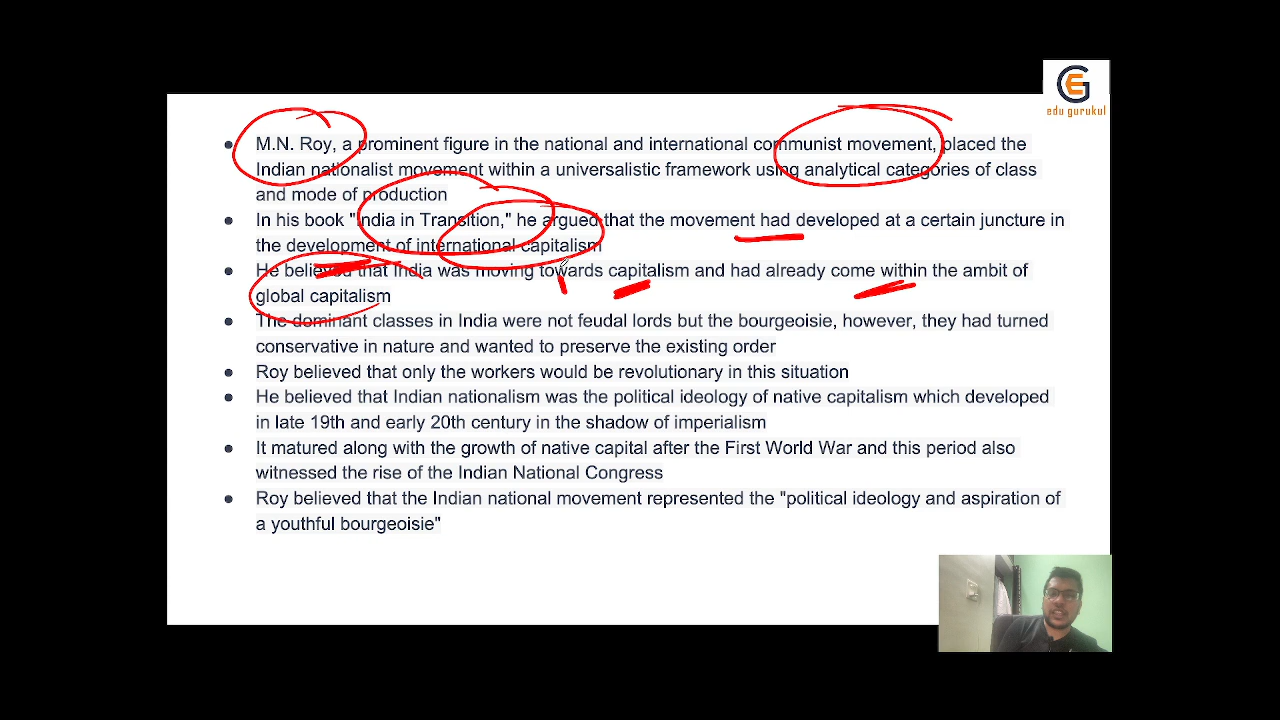 edu gurukul
M.N. Roy, a prominent figure in the national and international communist movement, placed the
Indian nationalist movement within a universalistic framework using analytical categories of class
and mode of production
In his book "India in Transition," he argued that the movement had developed at a certain juncture in
the development of international capitalism
He believed that India was moving towards capitalism and had already come within the ambit of
global capitalism
The dominant classes in India were not feudal lords but the bourgeoisie, however, they had turned
conservative in nature and wanted to preserve the existing order
Roy believed that only the workers would be revolutionary in this situation
He believed that Indian nationalism was the political ideology of native capitalism which developed
in late 19th and early 20th century in the shadow of imperialism
It matured along with the growth of native capital after the First World War and this period also
witnessed the rise of the Indian National Congress
Roy believed that the Indian national movement represented the "political ideology and aspiration of
a youthful bourgeoisie"